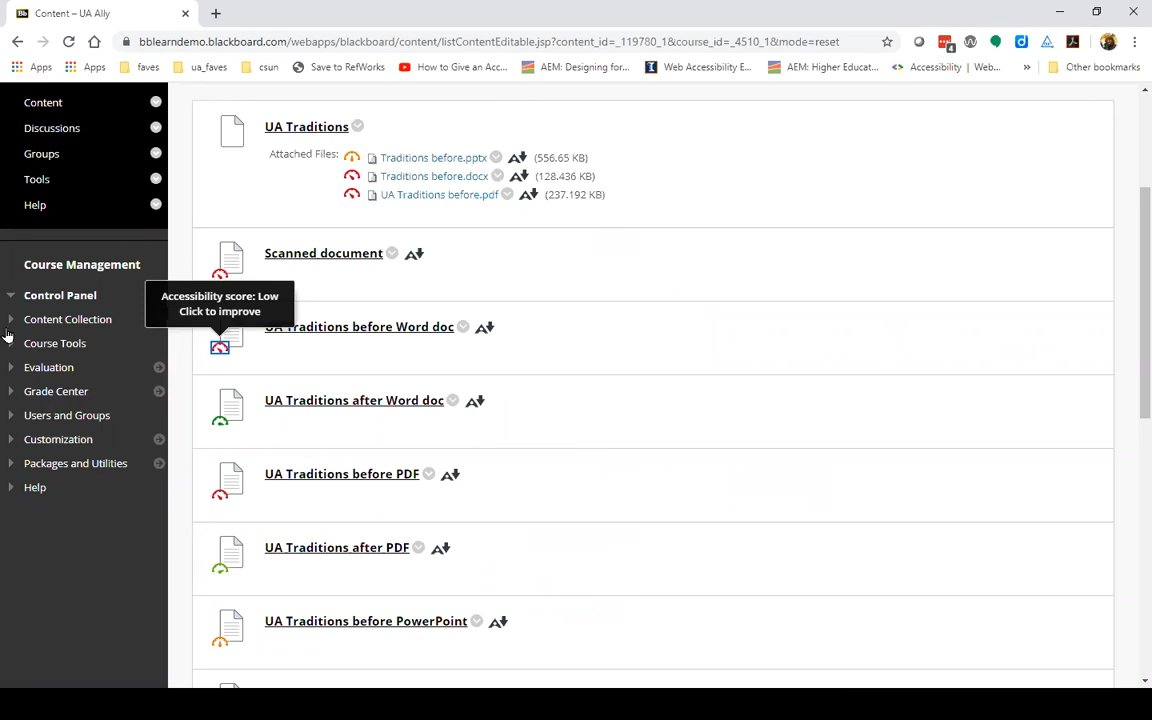 Content – UA Ally
bblearndemo.blackboard.com/webapps/blackboard/content/listContentEditable.jsp?content_id=_119780_1&course_id=_4510_1&mode=reset
4
Apps Apps faves ua_faves csun Save to RefWorks How to Give an Acc... AEM: Designing for... Web Accessibility E... AEM: Higher Educat... Accessibility | Web... » Other bookmarks
Content
Discussions
Groups
Tools
Help
Course Management
Control Panel
Content Collection
Course Tools
Evaluation
Grade Center
Users and Groups
Customization
Packages and Utilities
Help
UA Traditions
Attached Files: Traditions before.pptx (556.65 KB)
Traditions before.docx (128.436 KB)
UA Traditions before.pdf (237.192 KB)
Scanned document
Accessibility score: Low
Click to improve
UA Traditions before Word doc
UA Traditions after Word doc
UA Traditions before PDF
UA Traditions after PDF
UA Traditions before PowerPoint